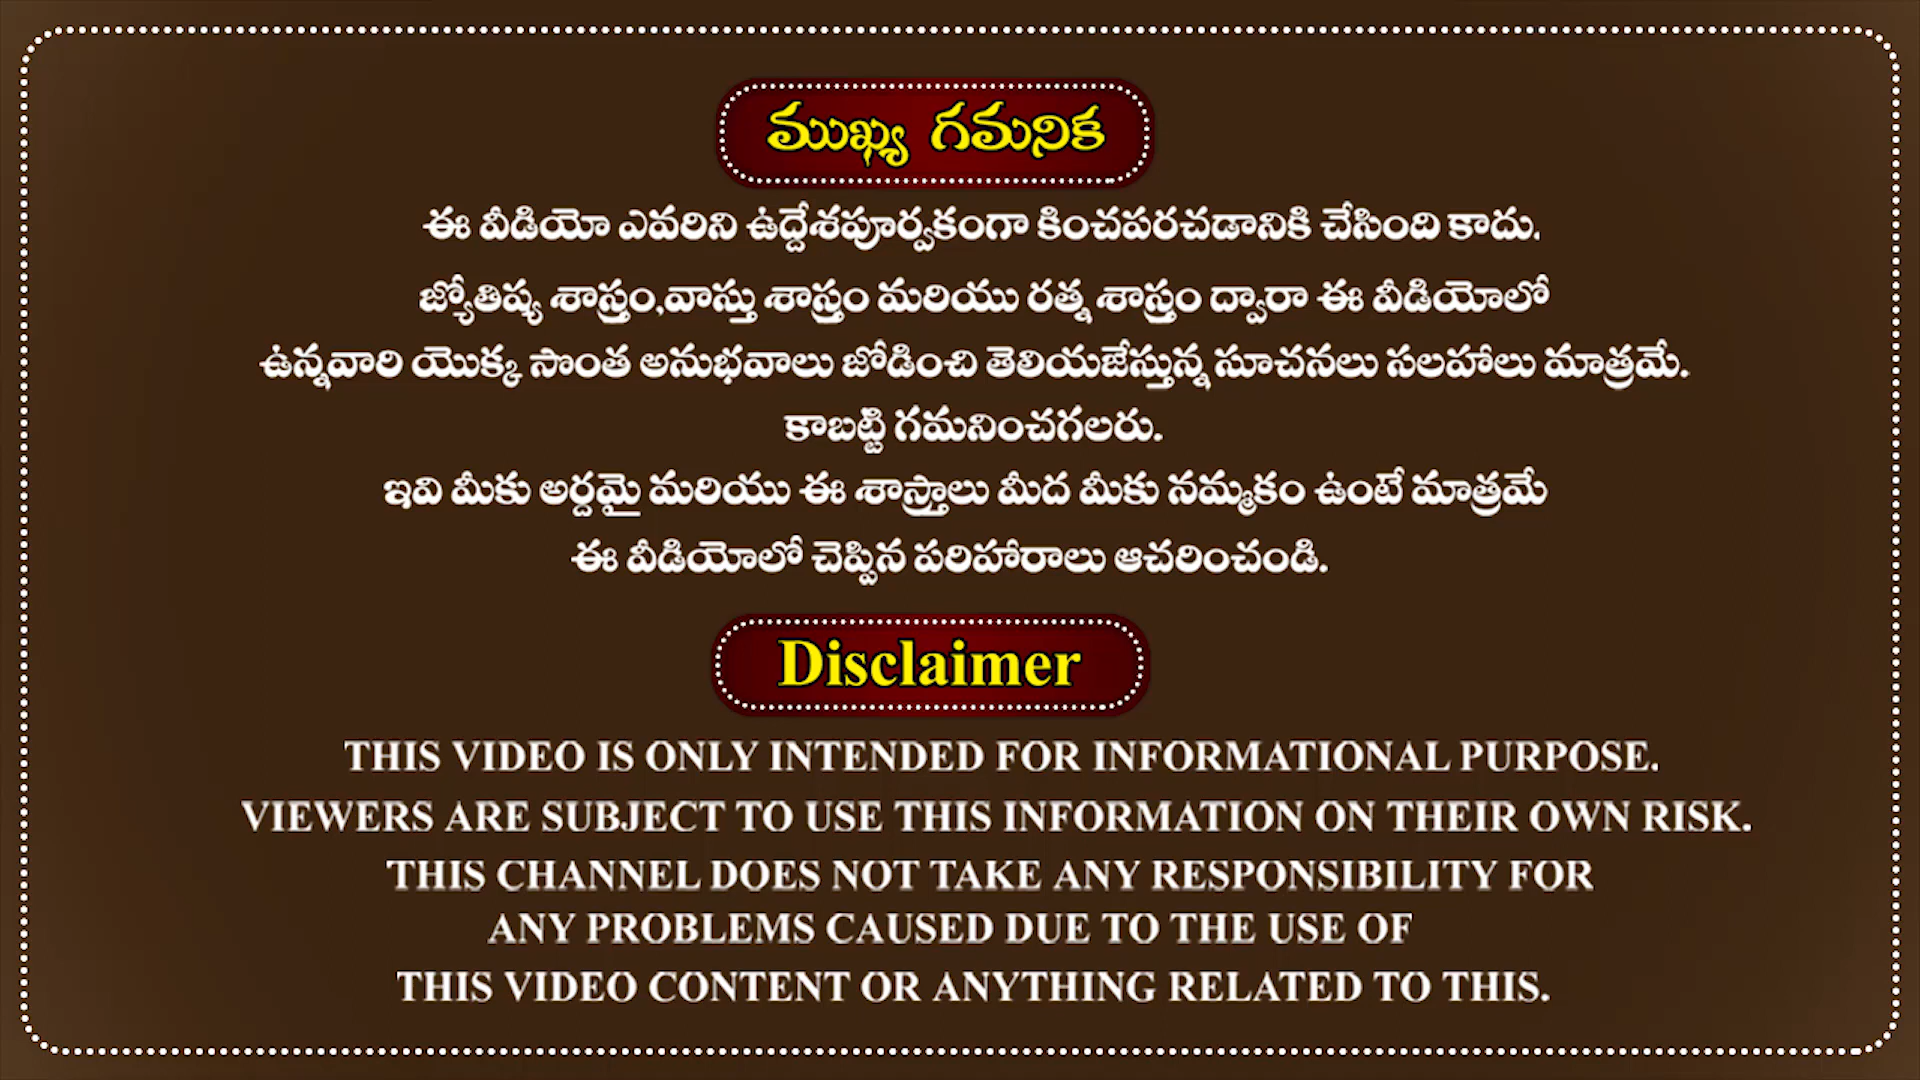 ముఖ్య గమనిక
ఈ వీడియో ఎవరిని ఉద్దేశపూర్వకంగా కించపరచడానికి చేసింది కాదు.
జ్యోతిష్య శాస్త్రం,వాస్తు శాస్త్రం మరియు రత్న శాస్త్రం ద్వారా ఈ వీడియోలో
ఉన్నవారి యొక్క సొంత అనుభవాలు జోడించి తెలియజేస్తున్న సూచనలు సలహాలు మాత్రమే.
కాబట్టి గమనించగలరు.
ఇవి మీకు అర్దమై మరియు ఈ శాస్త్రాలు మీద మీకు నమ్మకం ఉంటే మాత్రమే
ఈ వీడియోలో చెప్పిన పరిహారాలు ఆచరించండి.
Disclaimer
THIS VIDEO IS ONLY INTENDED FOR INFORMATIONAL PURPOSE.
VIEWERS ARE SUBJECT TO USE THIS INFORMATION ON THEIR OWN RISK.
THIS CHANNEL DOES NOT TAKE ANY RESPONSIBILITY FOR
ANY PROBLEMS CAUSED DUE TO THE USE OF
THIS VIDEO CONTENT OR ANYTHING RELATED TO THIS.